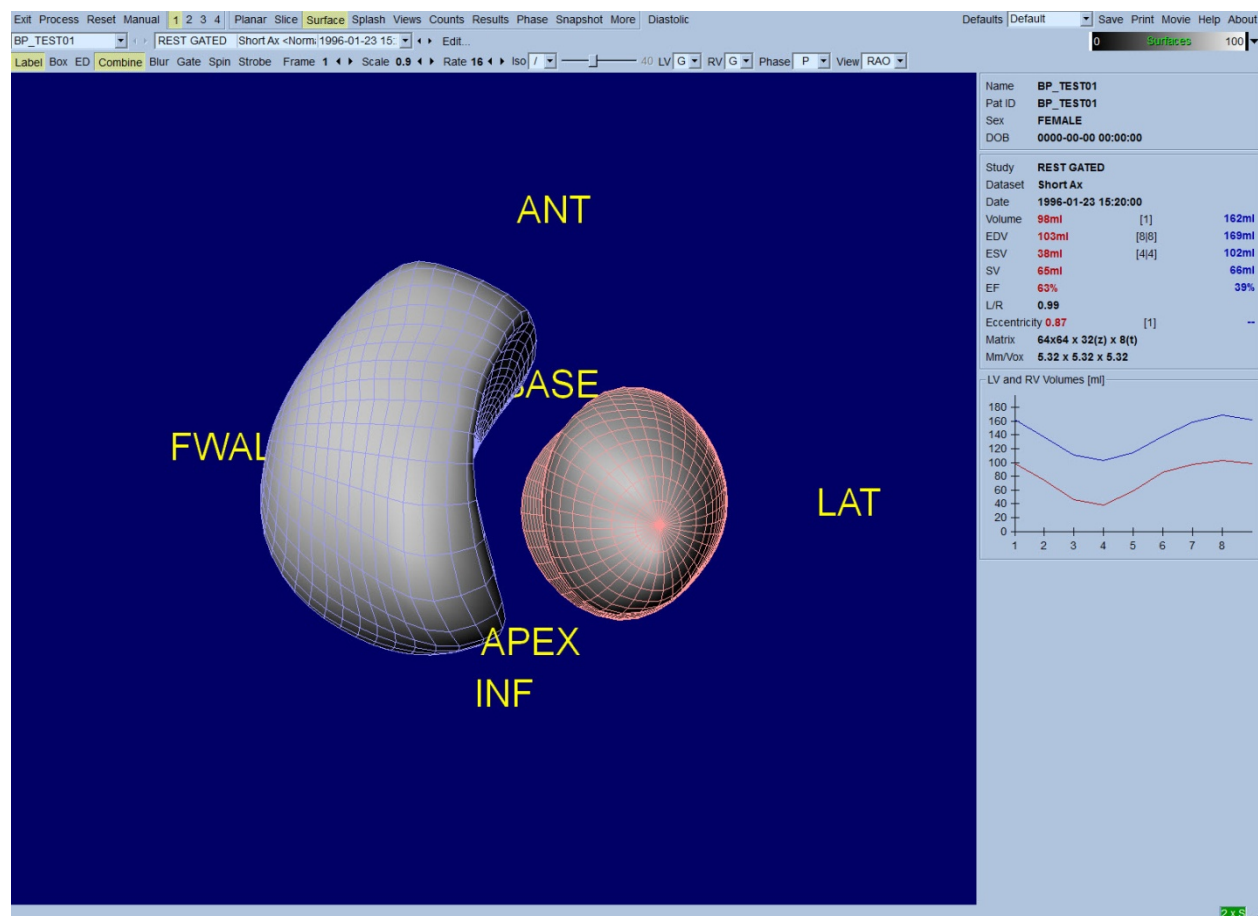 Exit Process Reset Manual 1 2 3 4 Planar Slice Surface Splash Views Counts Results Phase Snapshot More Diastolic Defaults Default Save Print Movie Help About
BP_TEST01 REST GATED Short Ax <Norm 1996-01-23 15: Edit... 0 Surfaces 100
Label Box ED Combine Blur Gate Spin Strobe Frame 1 Scale 0.9 Rate 16 Iso / 40 LV G RV G Phase P View RAO
ANT
BASE
FWAL
LAT
APEX
INF
Name BP_TEST01
Pat ID BP_TEST01
Sex FEMALE
DOB 0000-00-00 00:00:00
Study REST GATED
Dataset Short Ax
Date 1996-01-23 15:20:00
Volume 98ml [1] 162ml
EDV 103ml [8|8] 169ml
ESV 38ml [4|4] 102ml
SV 65ml 66ml
EF 63% 39%
L/R 0.99
Eccentricity 0.87 [1] --
Matrix 64x64 x 32(z) x 8(t)
Mm/Vox 5.32 x 5.32 x 5.32
LV and RV Volumes [ml]
180
160
140
120
100
80
60
40
20
0
1 2 3 4 5 6 7 8
2 x S